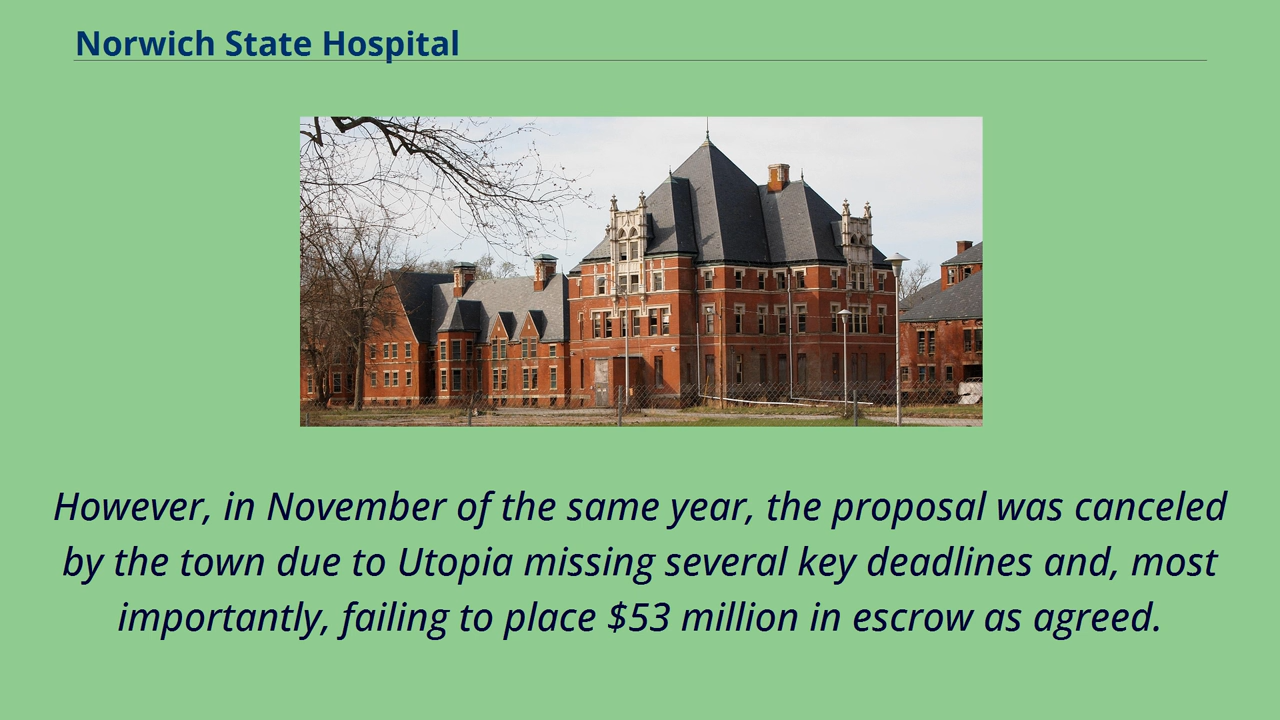 Norwich State Hospital
However, in November of the same year, the proposal was canceled
by the town due to Utopia missing several key deadlines and, most
importantly, failing to place $53 million in escrow as agreed.